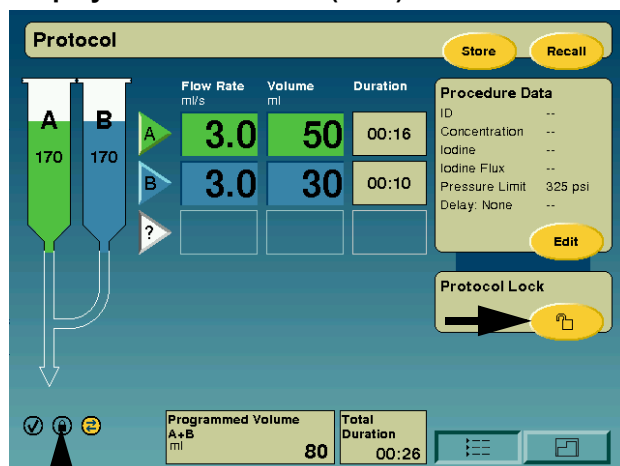 Protocol
Store
Recall
Flow Rate
ml/s
Volume
ml
Duration
A
170
B
170
A
3.0
50
00:16
B
3.0
30
00:10
?
Procedure Data
ID --
Concentration --
Iodine --
Iodine Flux --
Pressure Limit 325 psi
Delay: None --
Edit
Protocol Lock
Programmed Volume
A+B
ml
80
Total
Duration
00:26